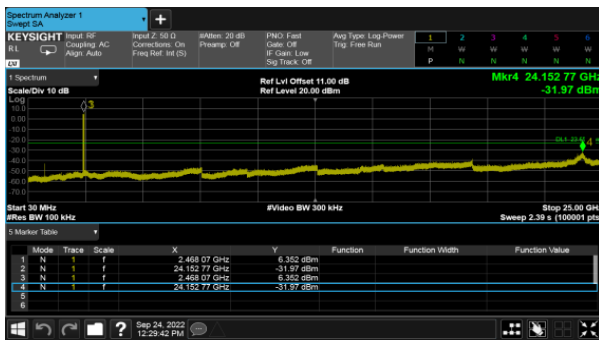 Spectrum Analyzer 1
Swept SA
+
KEYSIGHT Input: RF Input Z: 50 Ω #Atten: 20 dB PNO: Fast Avg Type: Log-Power 1 2 3 4 5 6
RL Coupling: AC Corrections: On Preamp: Off Gate: Off Trig: Free Run M W W W W W
Align: Auto Freq Ref: Int (S) IF Gain: Low
Sig Track: Off P N N N N N
LXI
1 Spectrum
Ref Lvl Offset 11.00 dB Mkr4 24.152 77 GHz
Scale/Div 10 dB Ref Level 20.00 dBm -31.97 dBm
Log
10.0
0.00
-10.0
-20.0
-30.0
-40.0
-50.0
-60.0
-70.0
3
4
Start 30 MHz #Video BW 300 kHz Stop 25.00 GHz
#Res BW 100 kHz Sweep 2.39 s (100001 pts)
5 Marker Table
Mode Trace Scale X Y Function Function Width Function Value
1 N 1 f 2.468 07 GHz 6.352 dBm
2 N 1 f 24.152 77 GHz -31.97 dBm
3 N 1 f 2.468 07 GHz 6.352 dBm
4 N 1 f 24.152 77 GHz -31.97 dBm
5
6
? Sep 24, 2022
12:29:42 PM